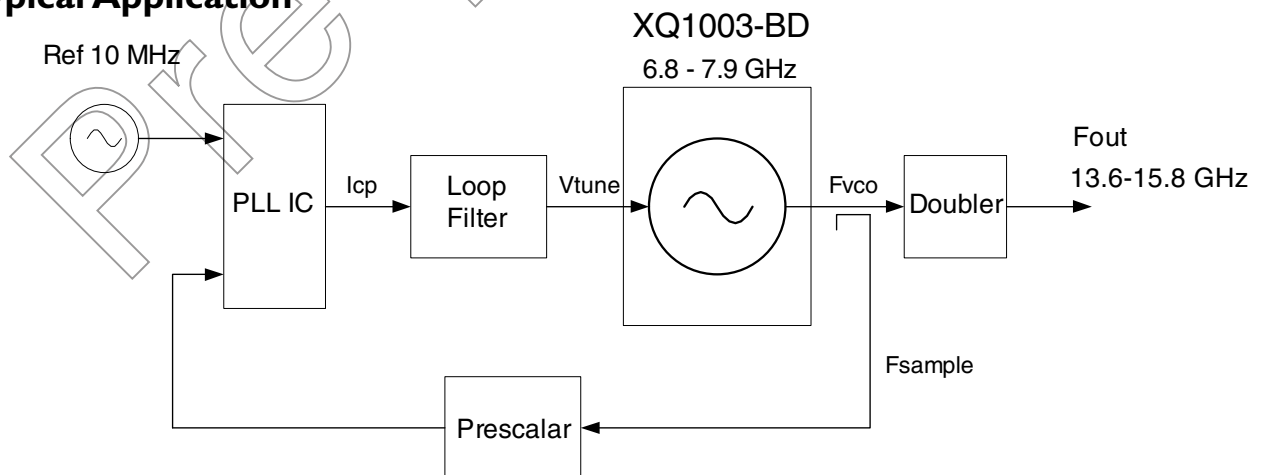 pical Application
XQ1003-BD
6.8 - 7.9 GHz
Ref 10 MHz
PLL IC
Icp
Loop
Filter
Vtune
Fvco
Doubler
Fout
13.6-15.8 GHz
Fsample
Prescalar
Pre